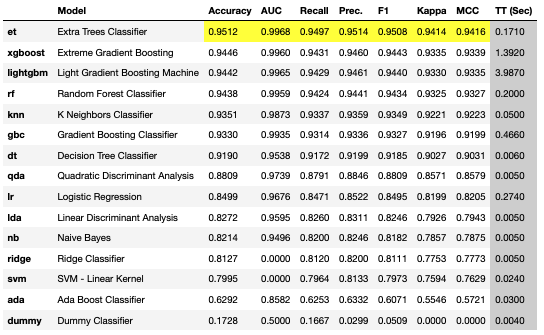 Model Accuracy AUC Recall Prec. F1 Kappa MCC TT (Sec)
et Extra Trees Classifier 0.9512 0.9968 0.9497 0.9514 0.9508 0.9414 0.9416 0.1710
xgboost Extreme Gradient Boosting 0.9446 0.9960 0.9431 0.9460 0.9443 0.9335 0.9339 1.3920
lightgbm Light Gradient Boosting Machine 0.9442 0.9965 0.9429 0.9461 0.9440 0.9330 0.9335 3.9870
rf Random Forest Classifier 0.9438 0.9959 0.9424 0.9441 0.9434 0.9325 0.9327 0.2000
knn K Neighbors Classifier 0.9351 0.9873 0.9337 0.9359 0.9349 0.9221 0.9223 0.0500
gbc Gradient Boosting Classifier 0.9330 0.9935 0.9314 0.9336 0.9327 0.9196 0.9199 0.4660
dt Decision Tree Classifier 0.9190 0.9538 0.9172 0.9199 0.9185 0.9027 0.9031 0.0060
qda Quadratic Discriminant Analysis 0.8809 0.9739 0.8791 0.8846 0.8809 0.8571 0.8579 0.0050
lr Logistic Regression 0.8499 0.9676 0.8471 0.8522 0.8495 0.8199 0.8205 0.2740
lda Linear Discriminant Analysis 0.8272 0.9595 0.8260 0.8311 0.8246 0.7926 0.7943 0.0050
nb Naive Bayes 0.8214 0.9496 0.8200 0.8246 0.8182 0.7857 0.7875 0.0050
ridge Ridge Classifier 0.8127 0.0000 0.8120 0.8200 0.8111 0.7753 0.7773 0.0050
svm SVM - Linear Kernel 0.7995 0.0000 0.7964 0.8133 0.7973 0.7594 0.7629 0.0240
ada Ada Boost Classifier 0.6292 0.8582 0.6253 0.6332 0.6071 0.5546 0.5721 0.0300
dummy Dummy Classifier 0.1728 0.5000 0.1667 0.0299 0.0509 0.0000 0.0000 0.0040